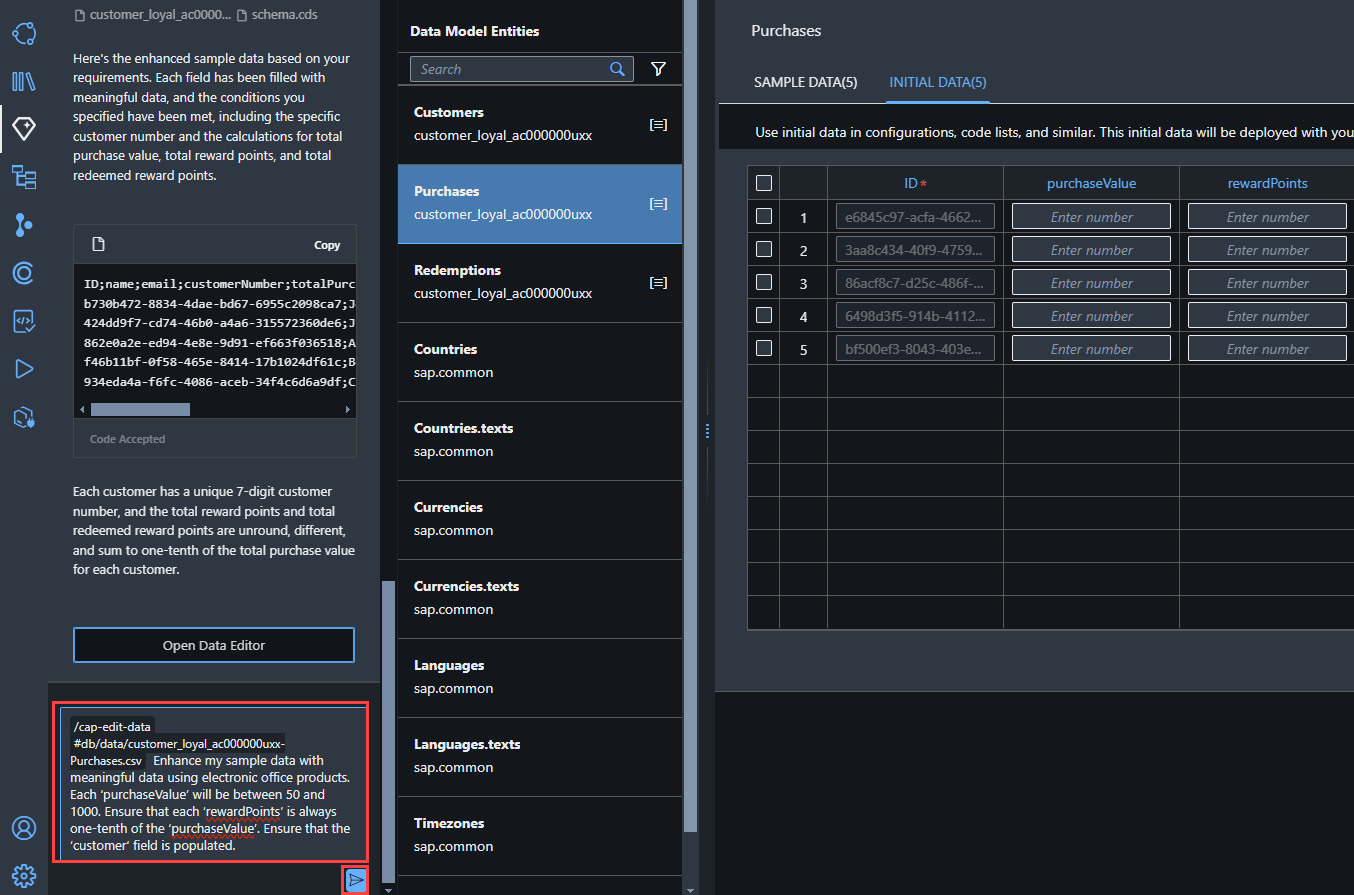 customer_loyal_ac0000... schema.cds
Here's the enhanced sample data based on your
requirements. Each field has been filled with
meaningful data, and the conditions you
specified have been met, including the specific
customer number and the calculations for total
purchase value, total reward points, and total
redeemed reward points.
Copy
ID;name;email;customerNumber;totalPurc
b730b472-8834-4dae-bd67-6955c2098ca7;J
424dd9f7-cd74-46b0-a4a6-315572360de6;J
862e0a2e-ed94-4e8e-9d91-ef663f036518;A
f46b11bf-0f58-465e-8414-17b1024df61c;B
934eda4a-f6fc-4086-aceb-34f4c6d6a9df;C
Code Accepted
Each customer has a unique 7-digit customer
number, and the total reward points and total
redeemed reward points are unround, different,
and sum to one-tenth of the total purchase value
for each customer.
Open Data Editor
/cap-edit-data
#db/data/customer_loyal_ac000000uxx-
Purchases.csv Enhance my sample data with
meaningful data using electronic office products.
Each ‘purchaseValue’ will be between 50 and
1000. Ensure that each ‘rewardPoints’ is always
one-tenth of the ‘purchaseValue’. Ensure that the
‘customer’ field is populated.
Data Model Entities
Search
Customers
customer_loyal_ac000000uxx
Purchases
customer_loyal_ac000000uxx
Redemptions
customer_loyal_ac000000uxx
Countries
sap.common
Countries.texts
sap.common
Currencies
sap.common
Currencies.texts
sap.common
Languages
sap.common
Languages.texts
sap.common
Timezones
sap.common
Purchases
SAMPLE DATA(5) INITIAL DATA(5)
Use initial data in configurations, code lists, and similar. This initial data will be deployed with you
ID* purchaseValue rewardPoints
1 e6845c97-acfa-4662... Enter number Enter number
2 3aa8c434-40f9-4759... Enter number Enter number
3 86acf8c7-d25c-486f-... Enter number Enter number
4 6498d3f5-914b-4112... Enter number Enter number
5 bf500ef3-8043-403e... Enter number Enter number